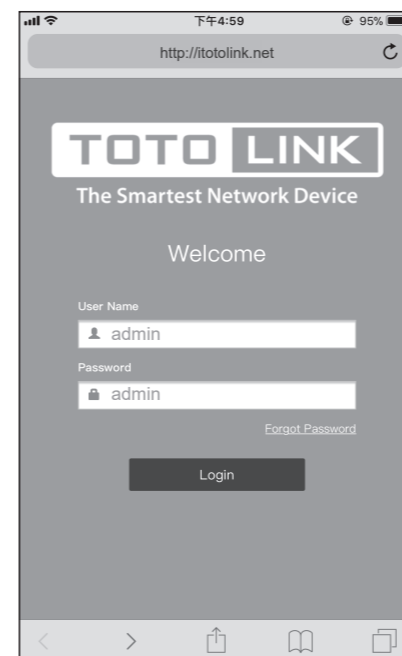 下午4:59
95%
http://itotolink.net
TOTO LINK
The Smartest Network Device
Welcome
User Name
admin
Password
admin
Forgot Password
Login